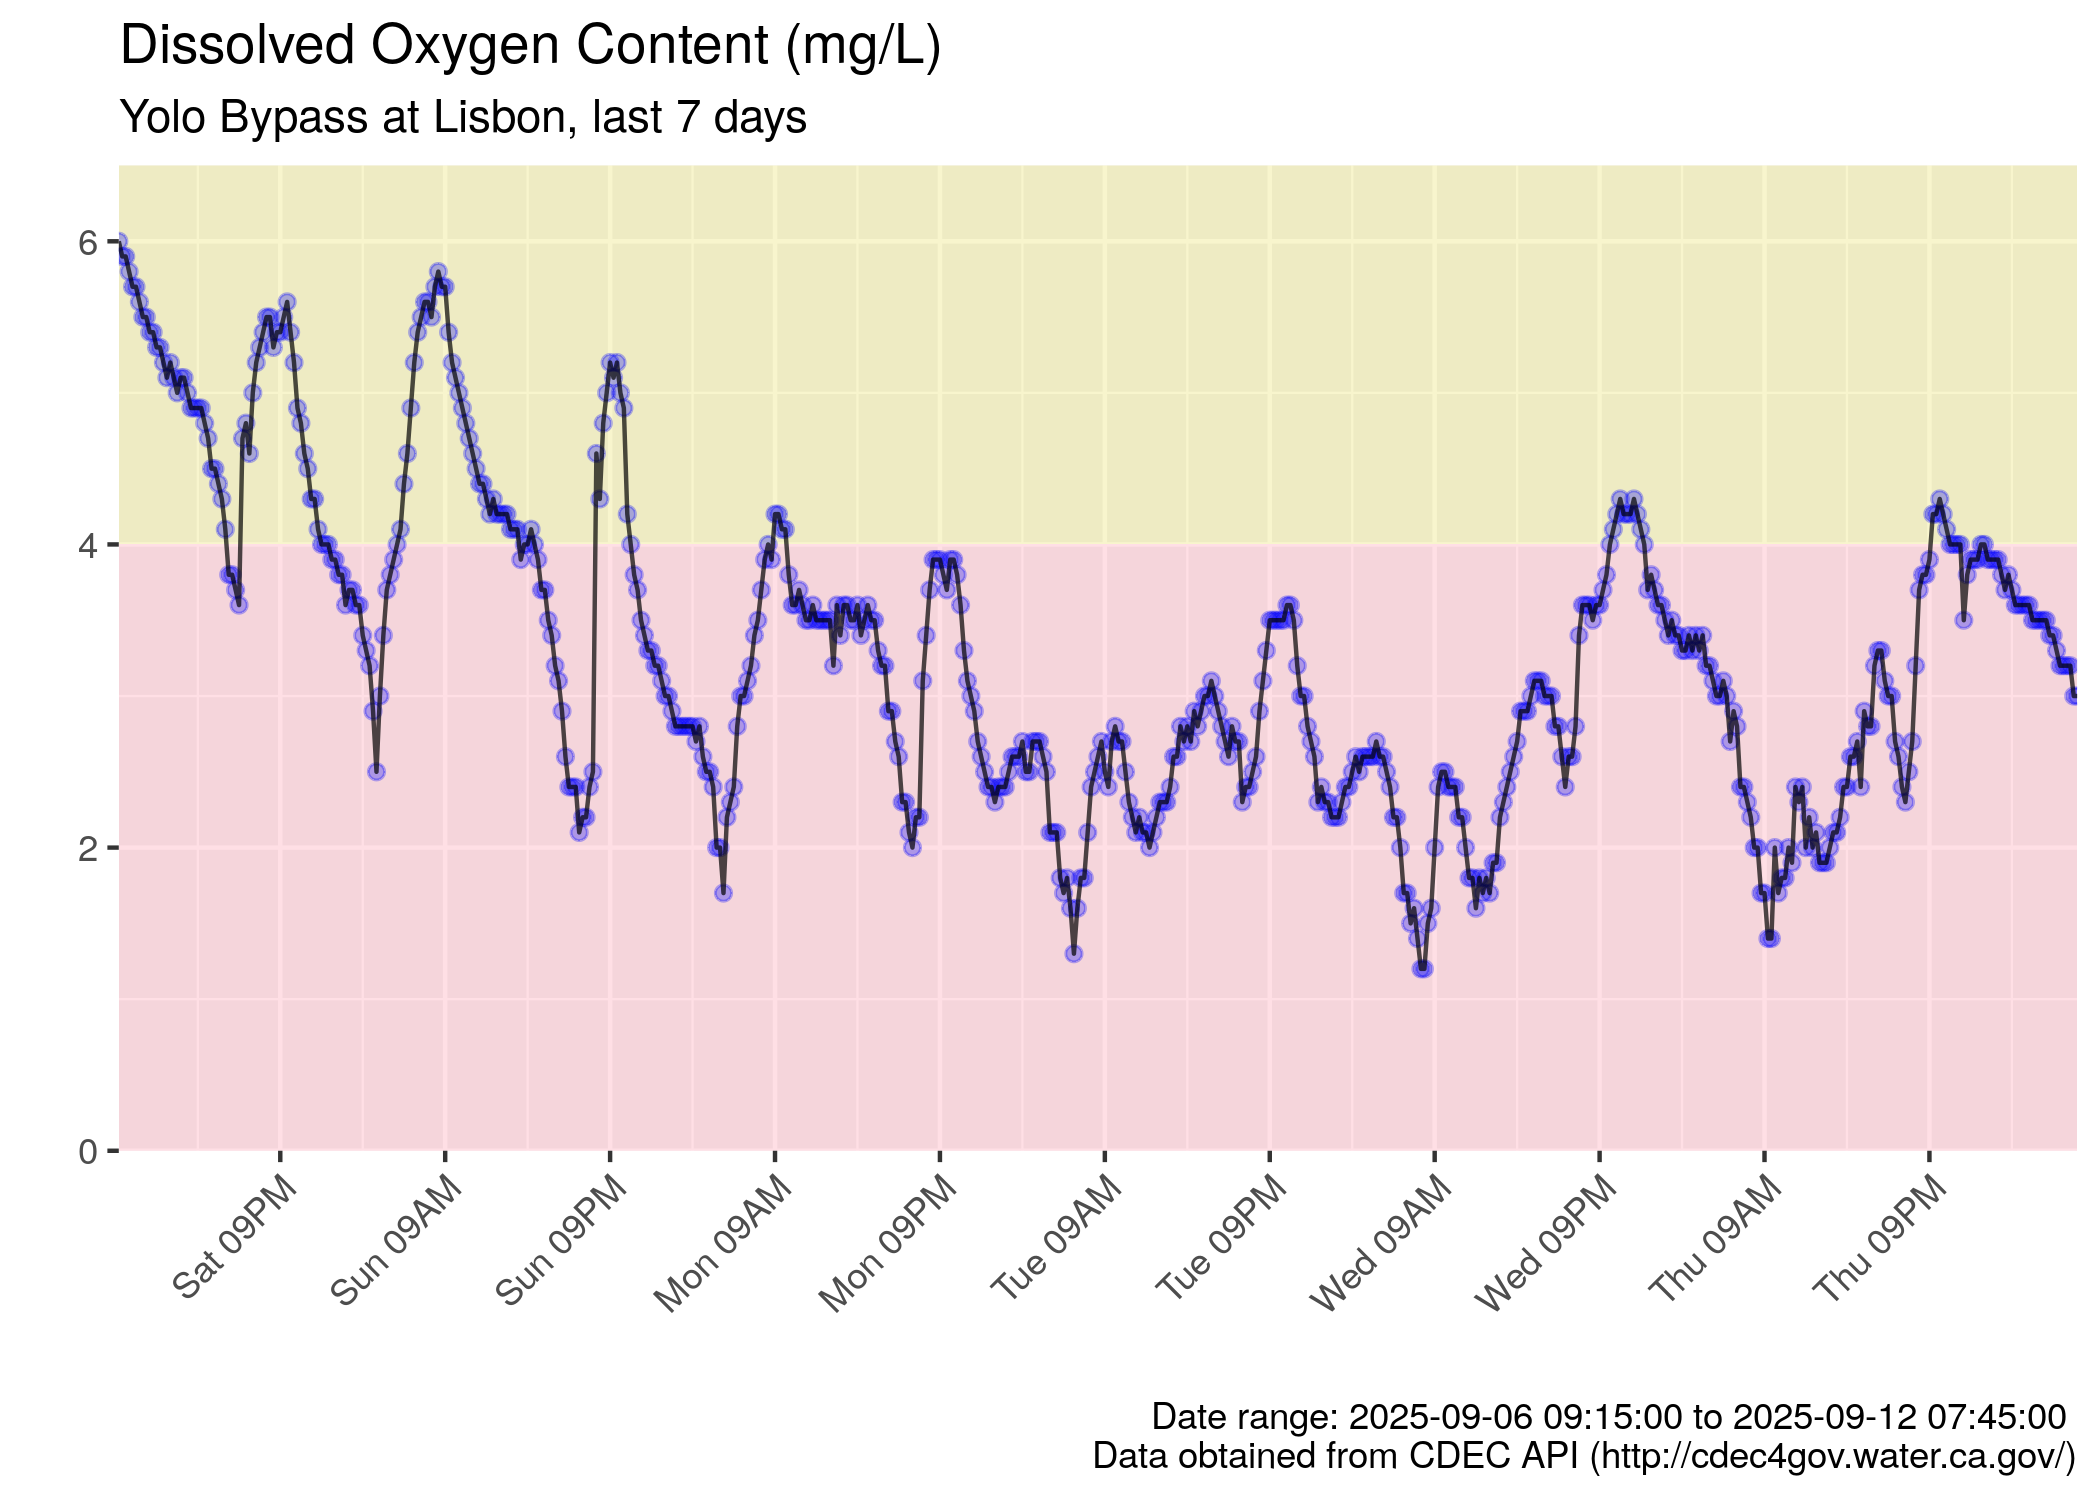 Dissolved Oxygen Content (mg/L)
Yolo Bypass at Lisbon, last 7 days
6
4
2
0
Sat 09PM
Sun 09AM
Sun 09PM
Mon 09AM
Mon 09PM
Tue 09AM
Tue 09PM
Wed 09AM
Wed 09PM
Thu 09AM
Thu 09PM
Date range: 2025-09-06 09:15:00 to 2025-09-12 07:45:00
Data obtained from CDEC API (http://cdec4gov.water.ca.gov/)